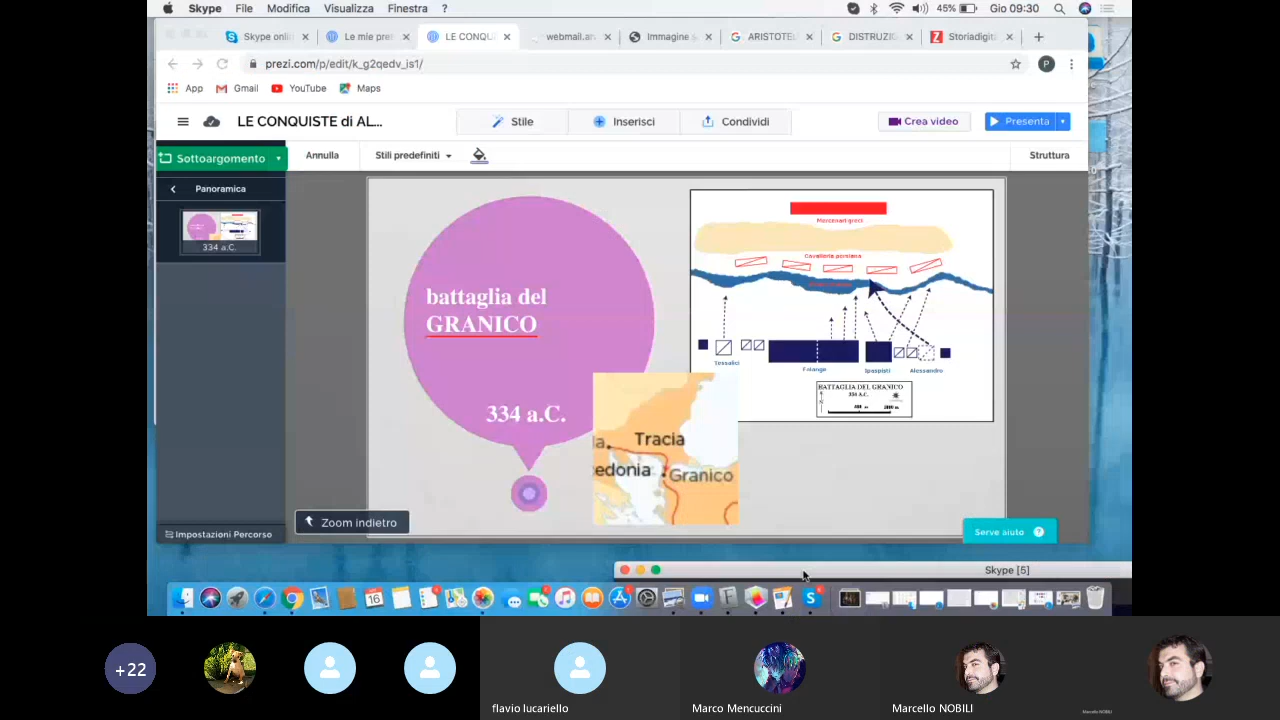 Skype File Modifica Visualizza Finestra ? 45% Gio 09:30
Skype onli Le mie pre LE CONQU webmail.ar Immagine s ARISTOTEL DISTRUZIO Storiadigit
prezi.com/p/edit/k_g2qedv_is1/ P
App Gmail YouTube Maps
LE CONQUISTE di AL... Stile Inserisci Condividi Crea video Presenta
Sottoargomento Annulla Stili predefiniti Struttura
Panoramica
334 a.C.
Mercenari greci
Cavalleria persiana
battaglia del
GRANICO
Tessalici
Falange
Ipaspisti
Alessandro
BATTAGLIA DEL GRANICO
334 A.C.
334 a.C.
Tracia
edonia
Granico
Zoom indietro
Impostazioni Percorso
Serve aiuto ?
Skype [5]
16
+22
flavio lucariello
Marco Mencuccini
Marcello NOBILI
Marcello NOBILI